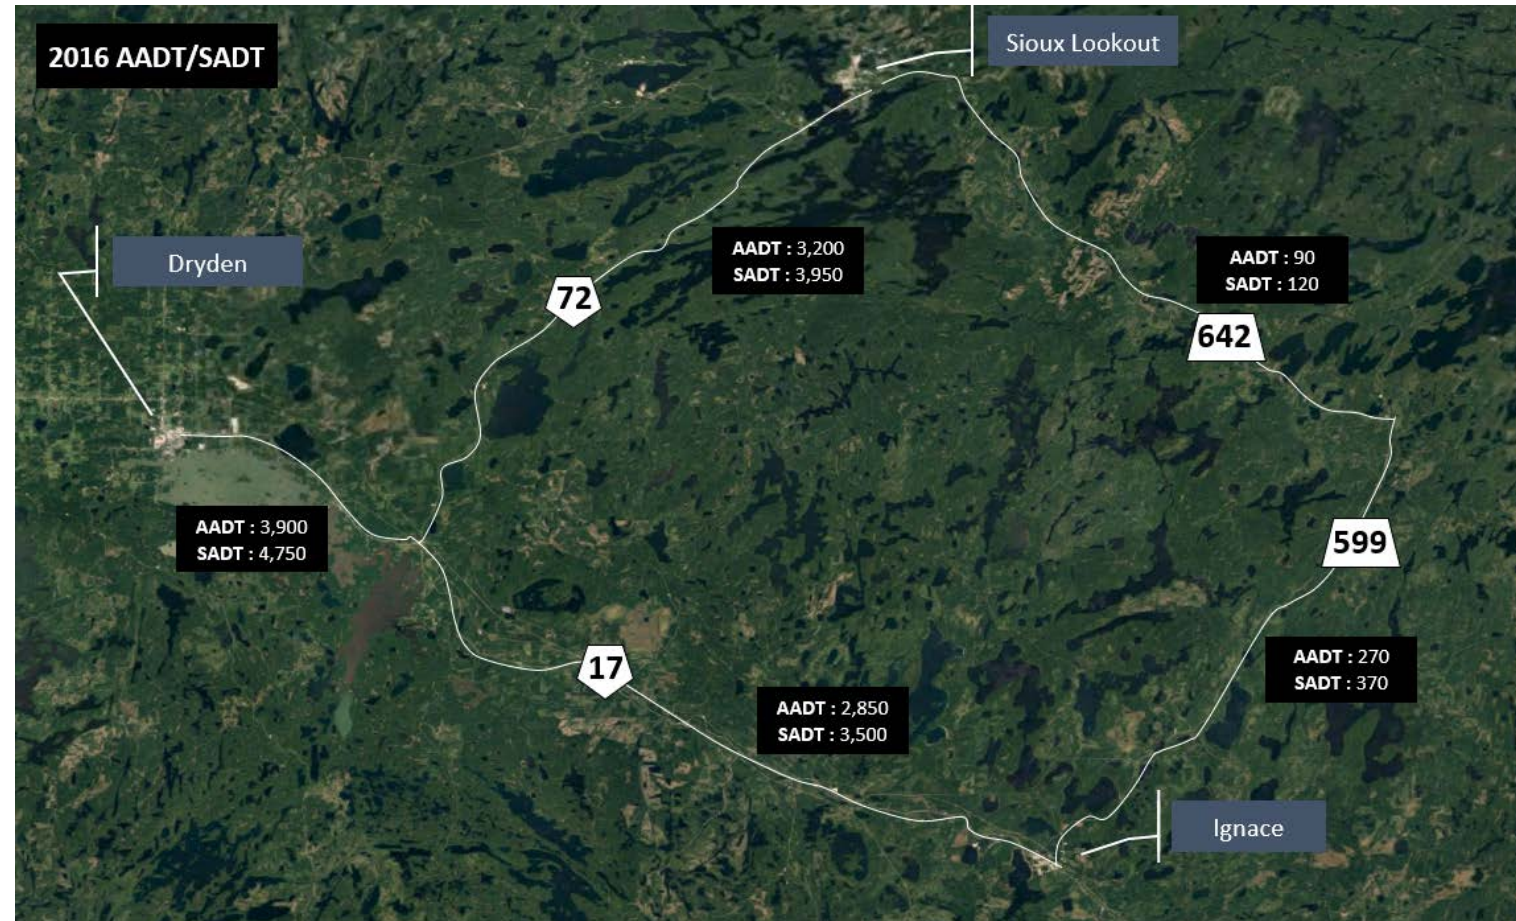 2016 AADT/SADT
Sioux Lookout
Dryden
AADT : 3,200
SADT : 3,950
AADT : 90
SADT : 120
72
642
AADT : 3,900
SADT : 4,750
599
17
AADT : 270
SADT : 370
AADT : 2,850
SADT : 3,500
Ignace